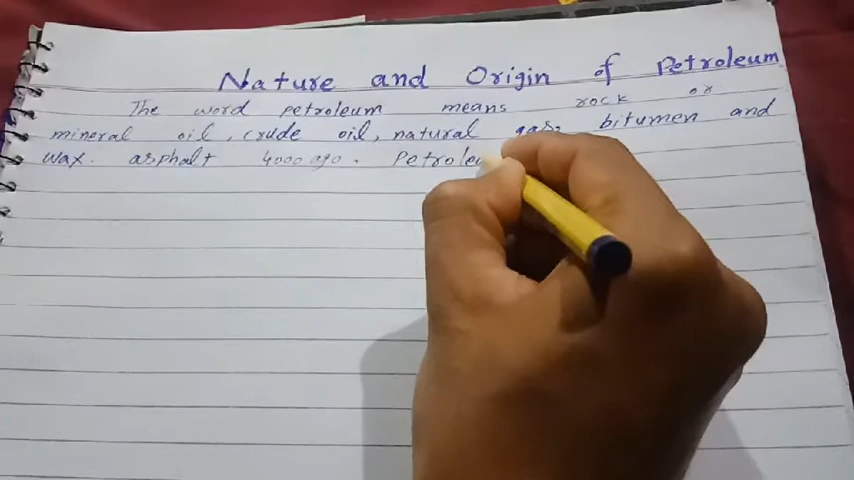 Nature and Origin of Petroleum
The word petroleum means rock or
mineral oil, crude oil, natural gas, bitumen and
wax. asphalt 4000 ago. Petroleu